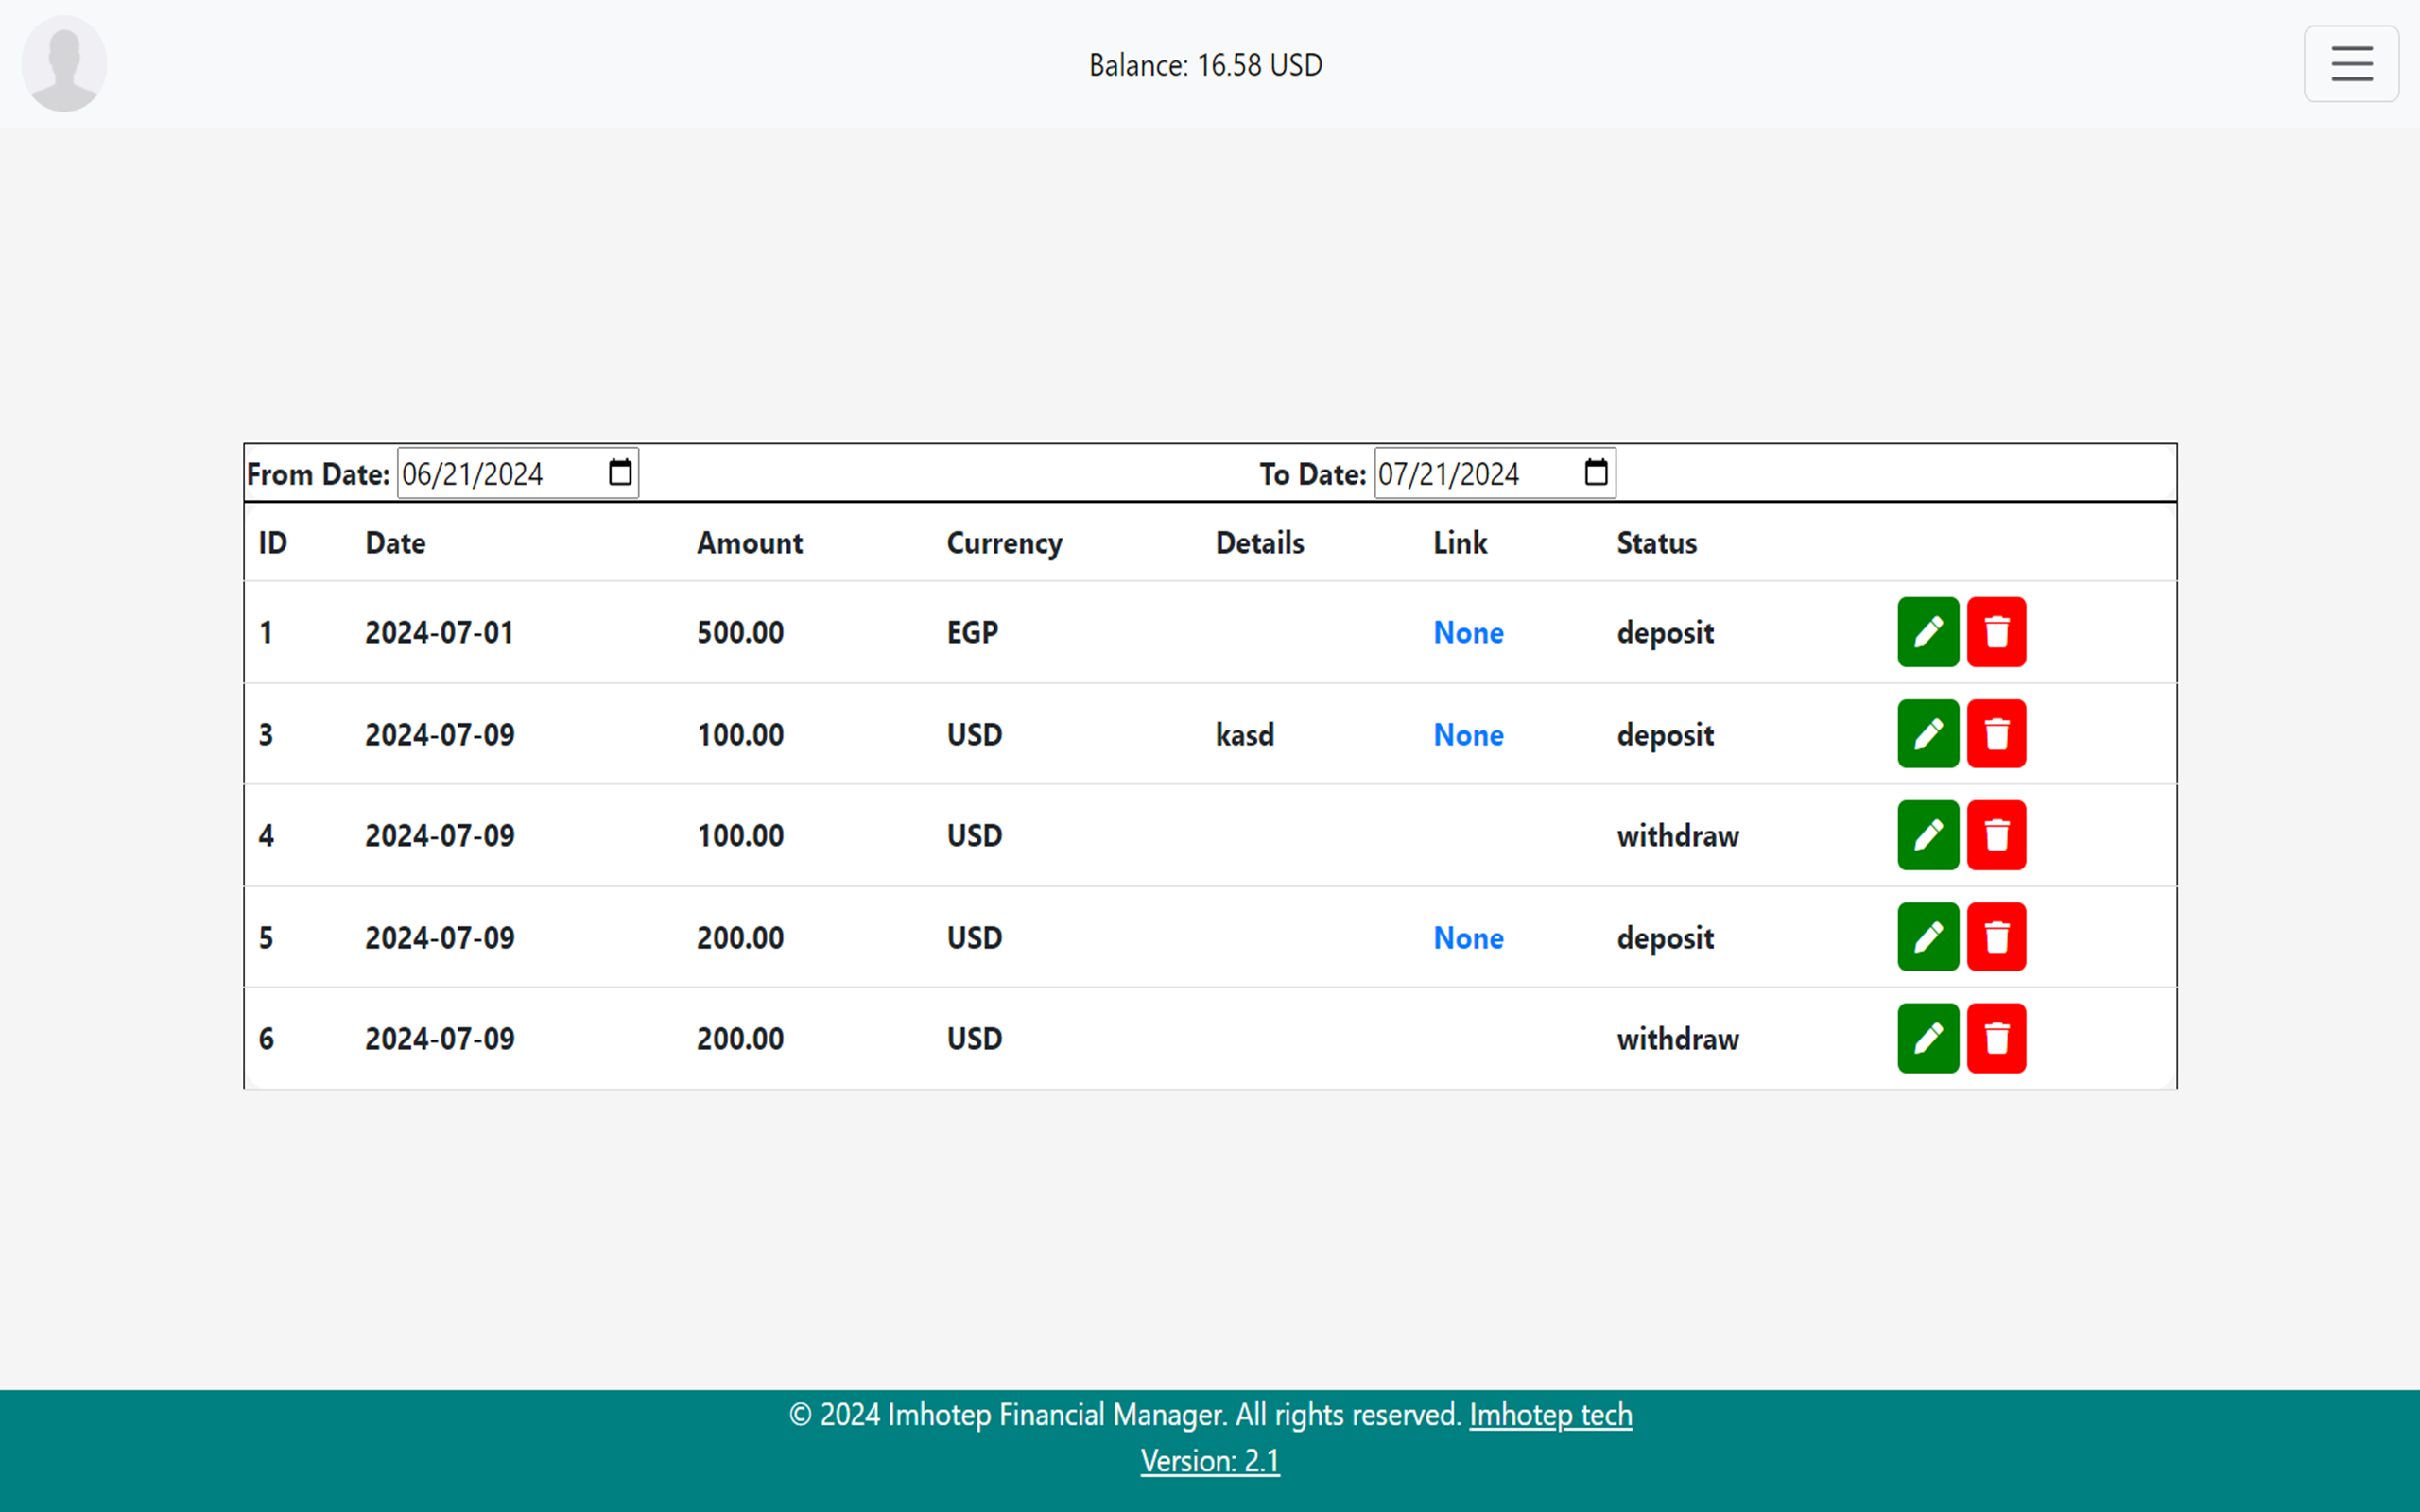 Balance: 16.58 USD
From Date: 06/21/2024 To Date: 07/21/2024
ID Date Amount Currency Details Link Status
1 2024-07-01 500.00 EGP None deposit
3 2024-07-09 100.00 USD kasd None deposit
4 2024-07-09 100.00 USD withdraw
5 2024-07-09 200.00 USD None deposit
6 2024-07-09 200.00 USD withdraw
© 2024 Imhotep Financial Manager. All rights reserved. Imhotep tech
Version: 2.1